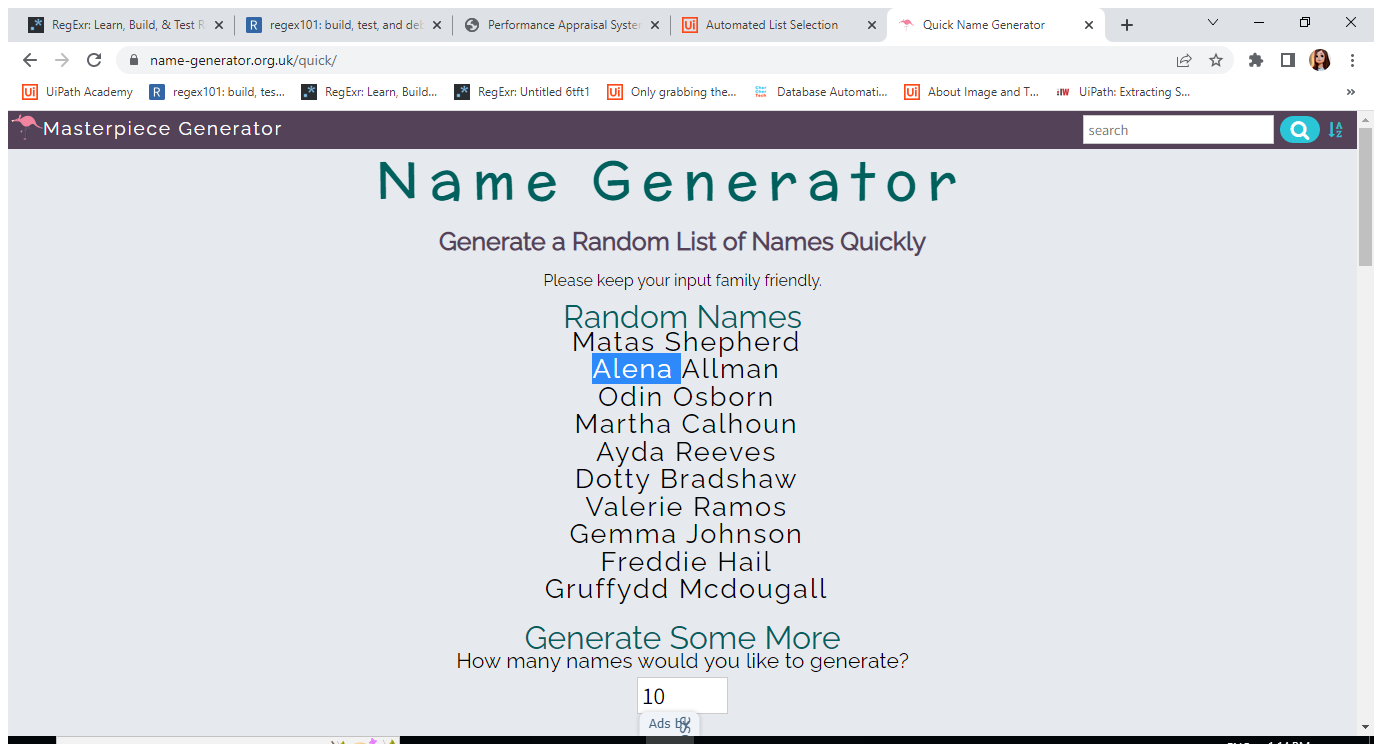 RegExr: Learn, Build, & Test R
regex101: build, test, and del
Performance Appraisal System
Automated List Selection
Quick Name Generator
name-generator.org.uk/quick/
UiPath Academy
regex101: build, tes...
RegExr: Learn, Build...
RegExr: Untitled 6tft1
Only grabbing the...
Database Automati...
About Image and T...
UiPath: Extracting S...
Masterpiece Generator
search
Name Generator
Generate a Random List of Names Quickly
Please keep your input family friendly.
Random Names
Matas Shepherd
Alena Allman
Odin Osborn
Martha Calhoun
Ayda Reeves
Dotty Bradshaw
Valerie Ramos
Gemma Johnson
Freddie Hail
Gruffydd Mcdougall
Generate Some More
How many names would you like to generate?
10
Ads by